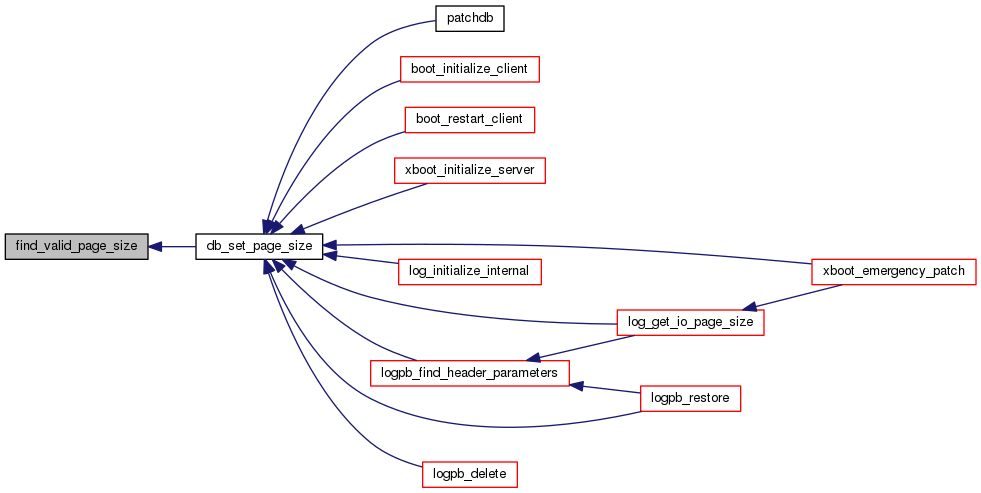 patchdb
boot_initialize_client
boot_restart_client
xboot_initialize_server
find_valid_page_size
db_set_page_size
log_initialize_internal
xboot_emergency_patch
log_get_io_page_size
logpb_find_header_parameters
logpb_restore
logpb_delete